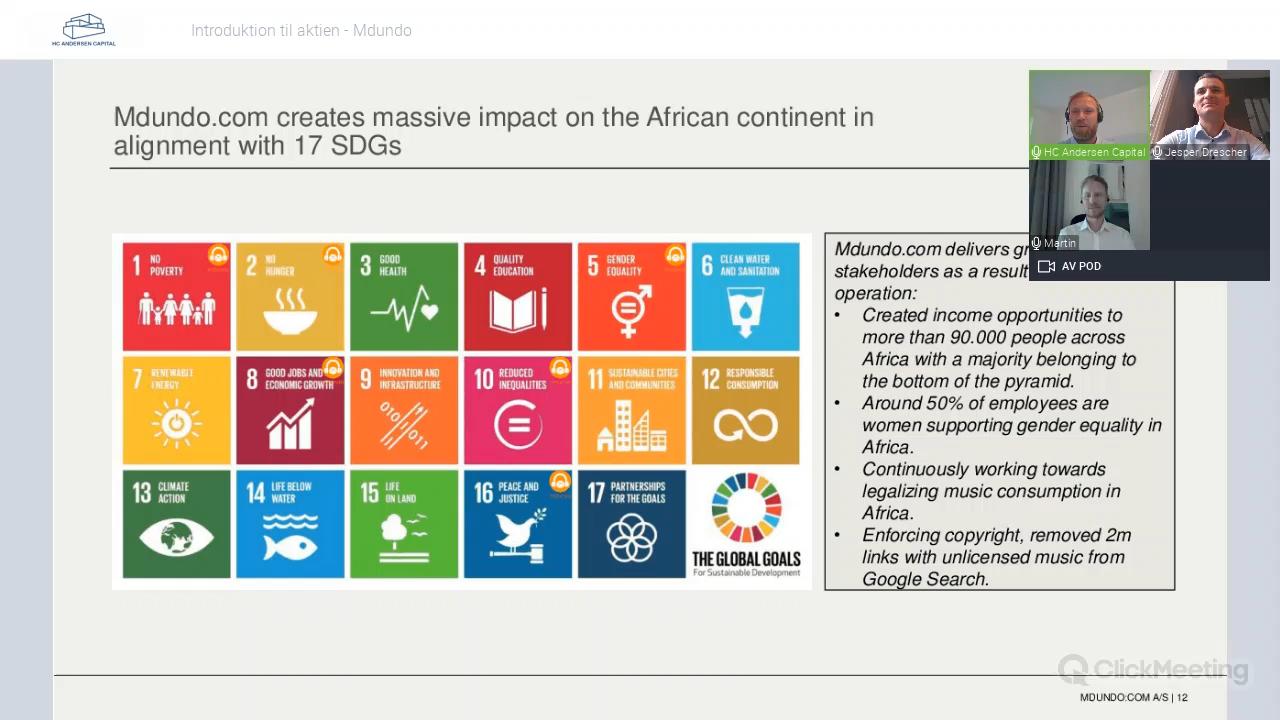 HC ANDERSEN CAPITAL
Introduktion til aktien - Mdundo
Mdundo.com creates massive impact on the African continent in
alignment with 17 SDGs
1 NO
POVERTY
2 NO
HUNGER
3 GOOD
HEALTH
4 QUALITY
EDUCATION
5 GENDER
EQUALITY
6 CLEAN WATER
AND SANITATION
7 RENEWABLE
ENERGY
8 GOOD JOBS AND
ECONOMIC GROWTH
9 INNOVATION AND
INFRASTRUCTURE
10 REDUCED
INEQUALITIES
11 SUSTAINABLE CITIES
AND COMMUNITIES
12 RESPONSIBLE
CONSUMPTION
13 CLIMATE
ACTION
14 LIFE BELOW
WATER
15 LIFE
ON LAND
16 PEACE AND
JUSTICE
17 PARTNERSHIPS
FOR THE GOALS
THE GLOBAL GOALS
For Sustainable Development
Mdundo.com delivers
stakeholders as a result
operation:
• Created income opportunities to
more than 90.000 people across
Africa with a majority belonging to
the bottom of the pyramid.
• Around 50% of employees are
women supporting gender equality in
Africa.
• Continuously working towards
legalizing music consumption in
Africa.
• Enforcing copyright, removed 2m
links with unlicensed music from
Google Search.
HC Andersen Capital
Jesper Drescher
Martin
AV POD
ClickMeeting
MDUNDO.COM A/S | 12